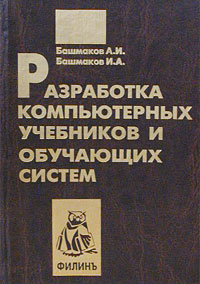 Башмаков А.И.
Башмаков И.А.
РАЗРАБОТКА
КОМПЬЮТЕРНЫХ
УЧЕБНИКОВ И
ОБУЧАЮЩИХ
СИСТЕМ
ФИЛИНЪ